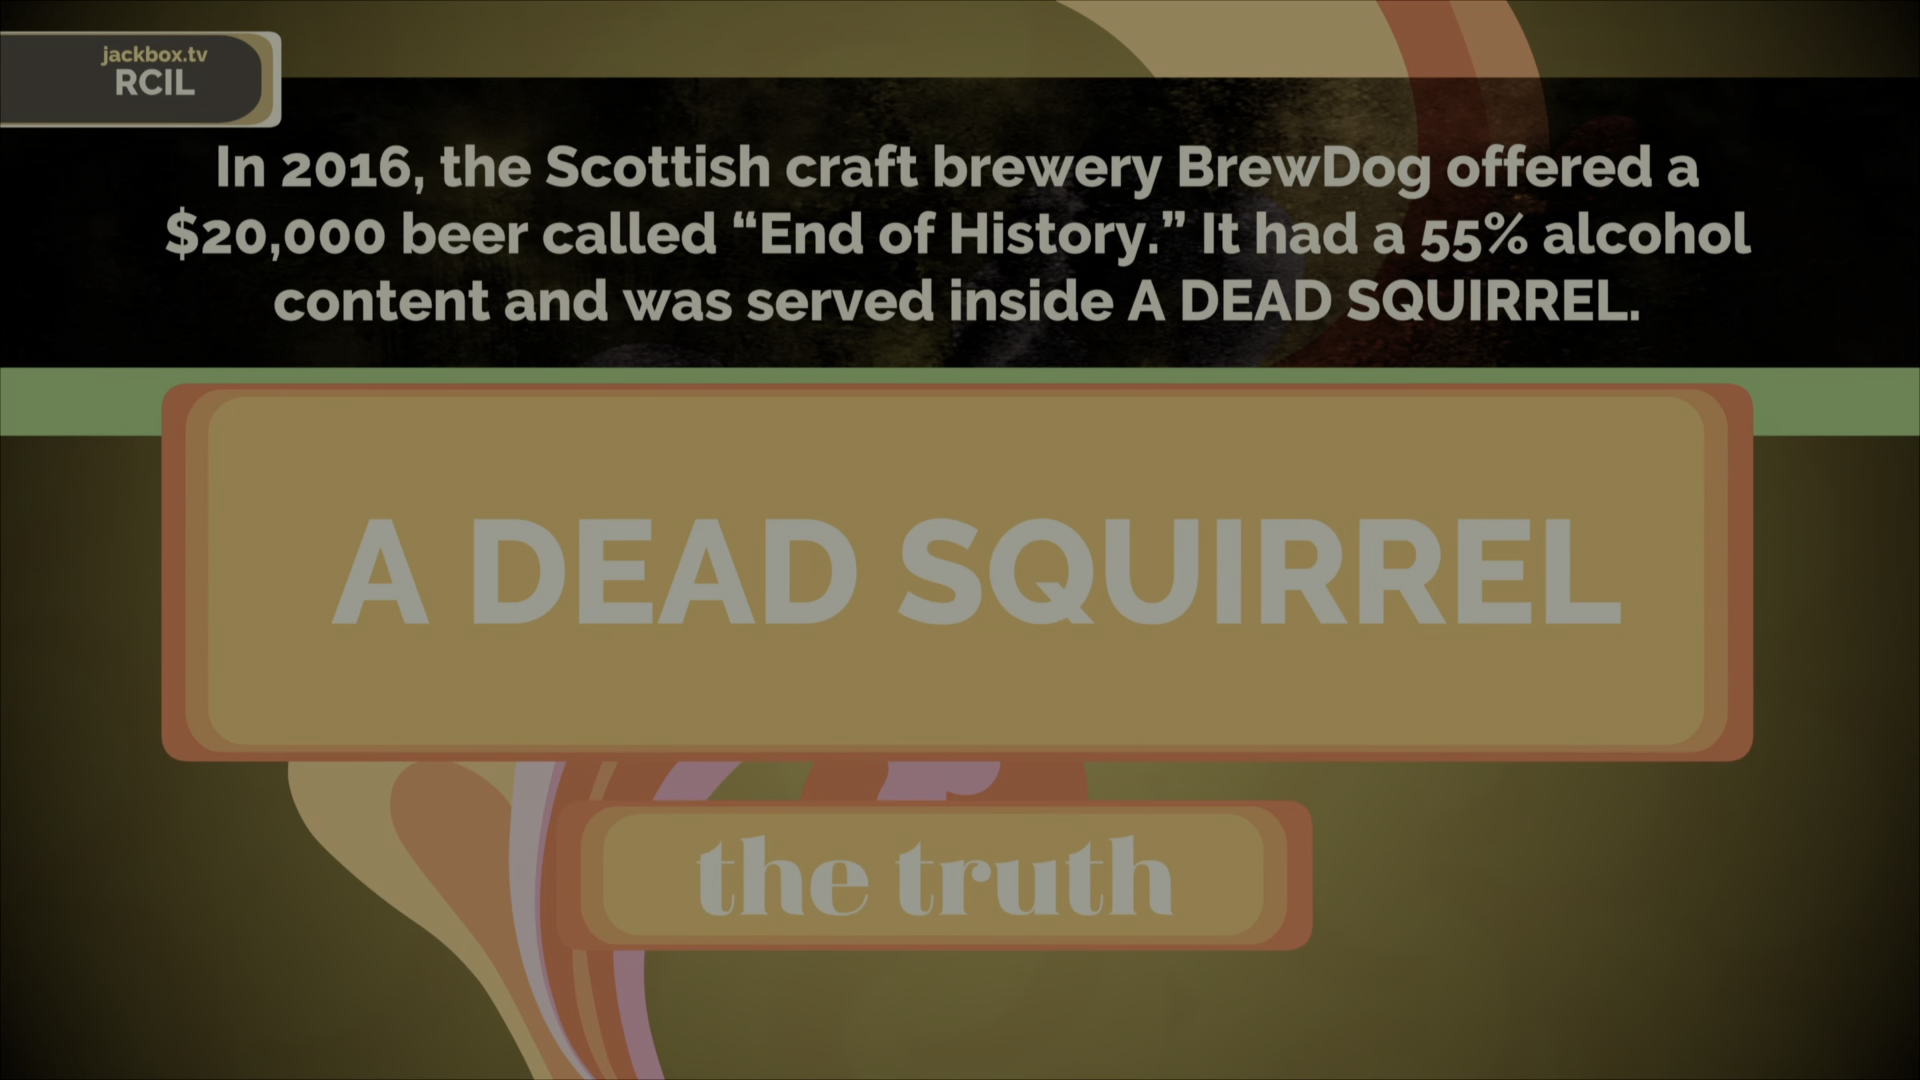 jackbox.tv
RCIL
In 2016, the Scottish craft brewery BrewDog offered a
$20,000 beer called “End of History.” It had a 55% alcohol
content and was served inside A DEAD SQUIRREL.
A DEAD SQUIRREL
the truth